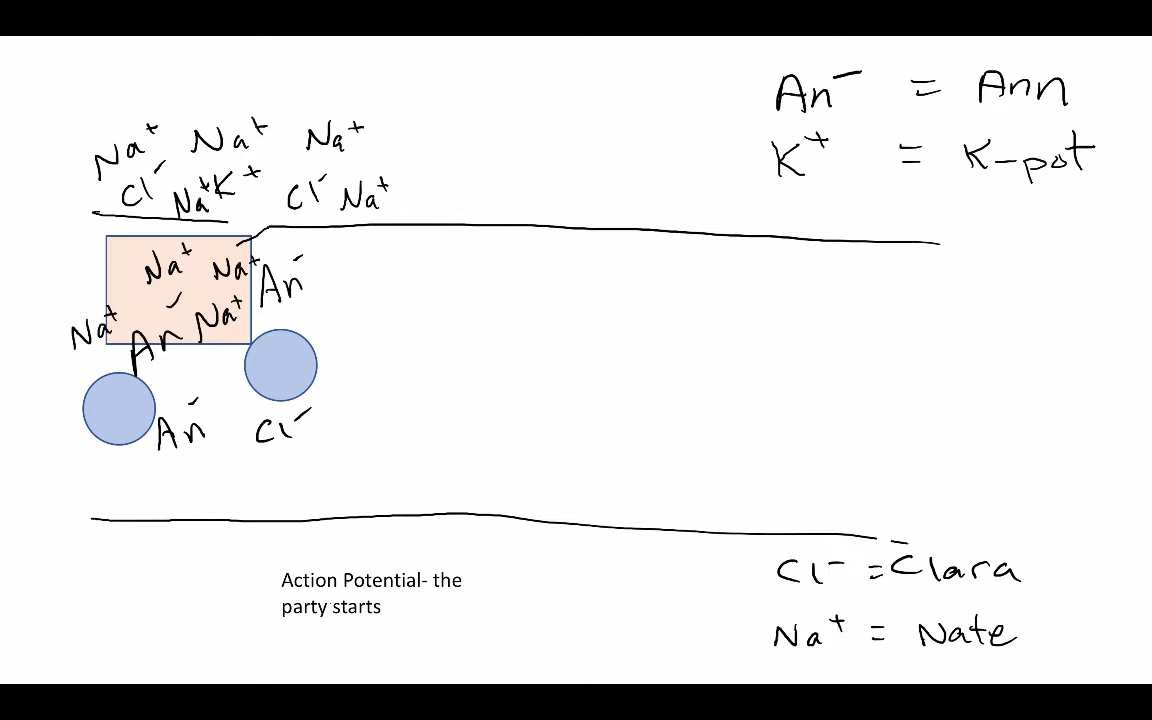 An⁻ = Ann
K⁺ = K-pot
Na⁺ Na⁺ Na⁺
Cl⁻ Na⁺ K⁺ Cl⁻ Na⁺
Na⁺ Na⁺ An⁻
Na⁺ An⁻ Na⁺
An⁻ Cl⁻
Action Potential- the
party starts
Cl⁻ = Clara
Na⁺ = Nate